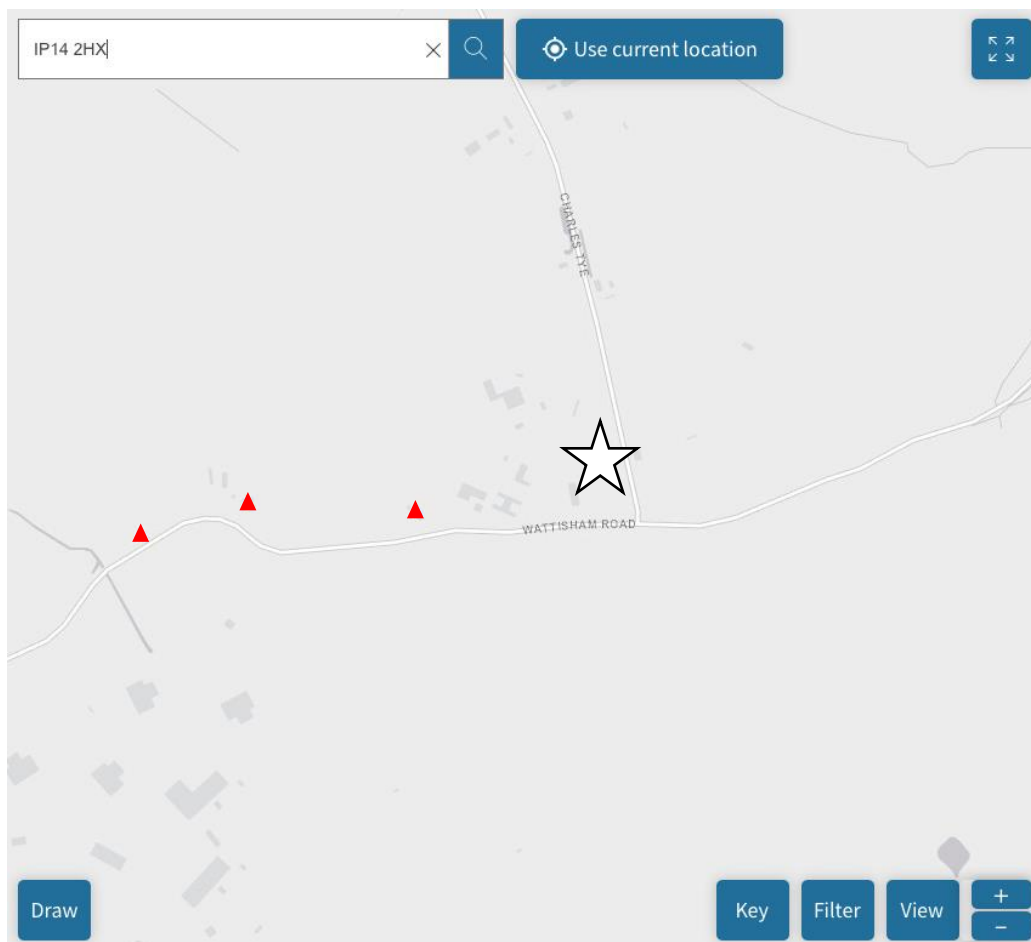 IP14 2HX
Use current location
CHARLES TYE
WATTISHAM ROAD
Draw
Key
Filter
View
+
−